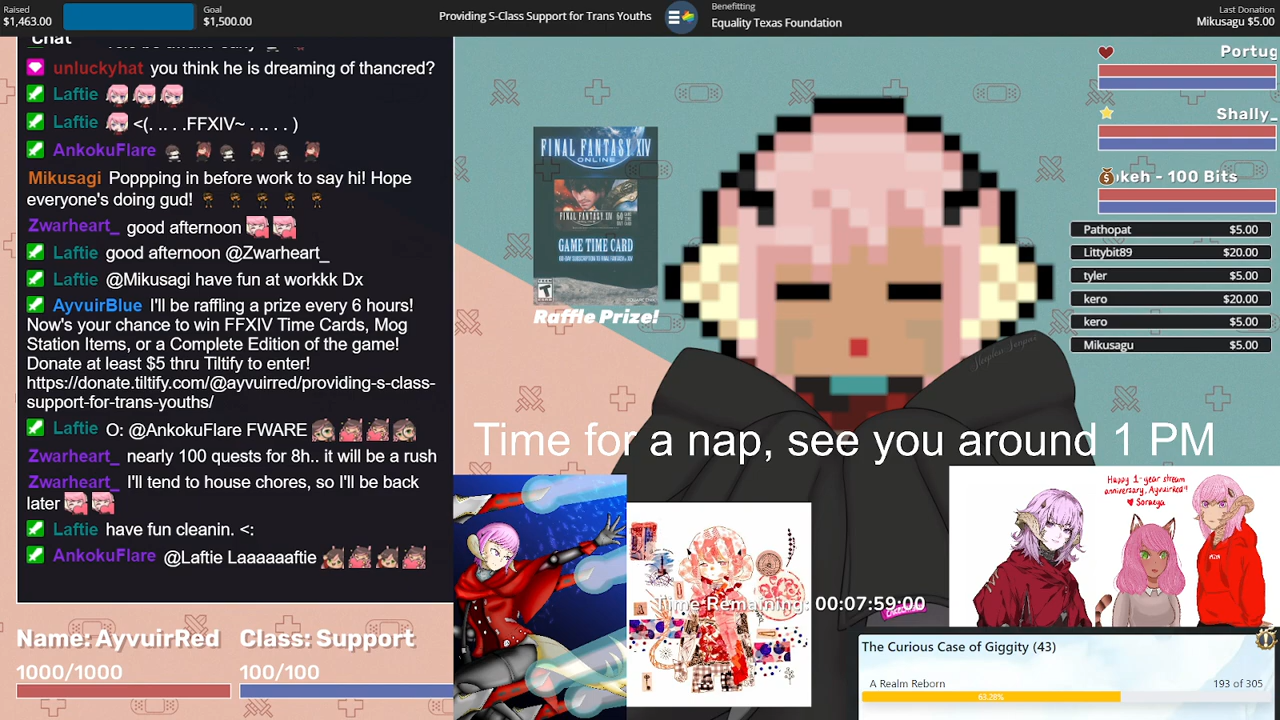 Raised
$1,463.00
Goal
$1,500.00
Providing S-Class Support for Trans Youths
Benefitting
Equality Texas Foundation
Last Donation
Mikusagu $5.00
Chat
unluckyhat you think he is dreaming of thancred?
Laftie
Laftie <(. .. . .FFXIV~ . .. . . )
AnkokuFlare
Mikusagi Poppping in before work to say hi! Hope
everyone's doing gud!
Zwarheart_ good afternoon
Laftie good afternoon @Zwarheart_
Laftie @Mikusagi have fun at workkk Dx
AyvuirBlue I'll be raffling a prize every 6 hours!
Now's your chance to win FFXIV Time Cards, Mog
Station Items, or a Complete Edition of the game!
Donate at least $5 thru Tiltify to enter!
https://donate.tiltify.com/@ayvuirred/providing-s-class-
support-for-trans-youths/
Laftie O: @AnkokuFlare FWARE
Zwarheart_ nearly 100 quests for 8h.. it will be a rush
Zwarheart_ I'll tend to house chores, so I'll be back
later
Laftie have fun cleanin. <:
AnkokuFlare @Laftie Laaaaaaftie
Name: AyvuirRed
1000/1000
Class: Support
100/100
FINAL FANTASY XIV
ONLINE
FINAL FANTASY XIV
60
GAME TIME CARD
T
Raffle Prize!
Portug
Shally_
keh - 100 Bits
Pathopat $5.00
Littybit89 $20.00
tyler $5.00
kero $20.00
kero $5.00
Mikusagu $5.00
Time for a nap, see you around 1 PM
Happy 1-year stream
anniversary, Ayvuirred!!
♥ Soraeya
Time Remaining: 00:07:59:00
The Curious Case of Giggity (43)
A Realm Reborn
193 of 305
63.28%